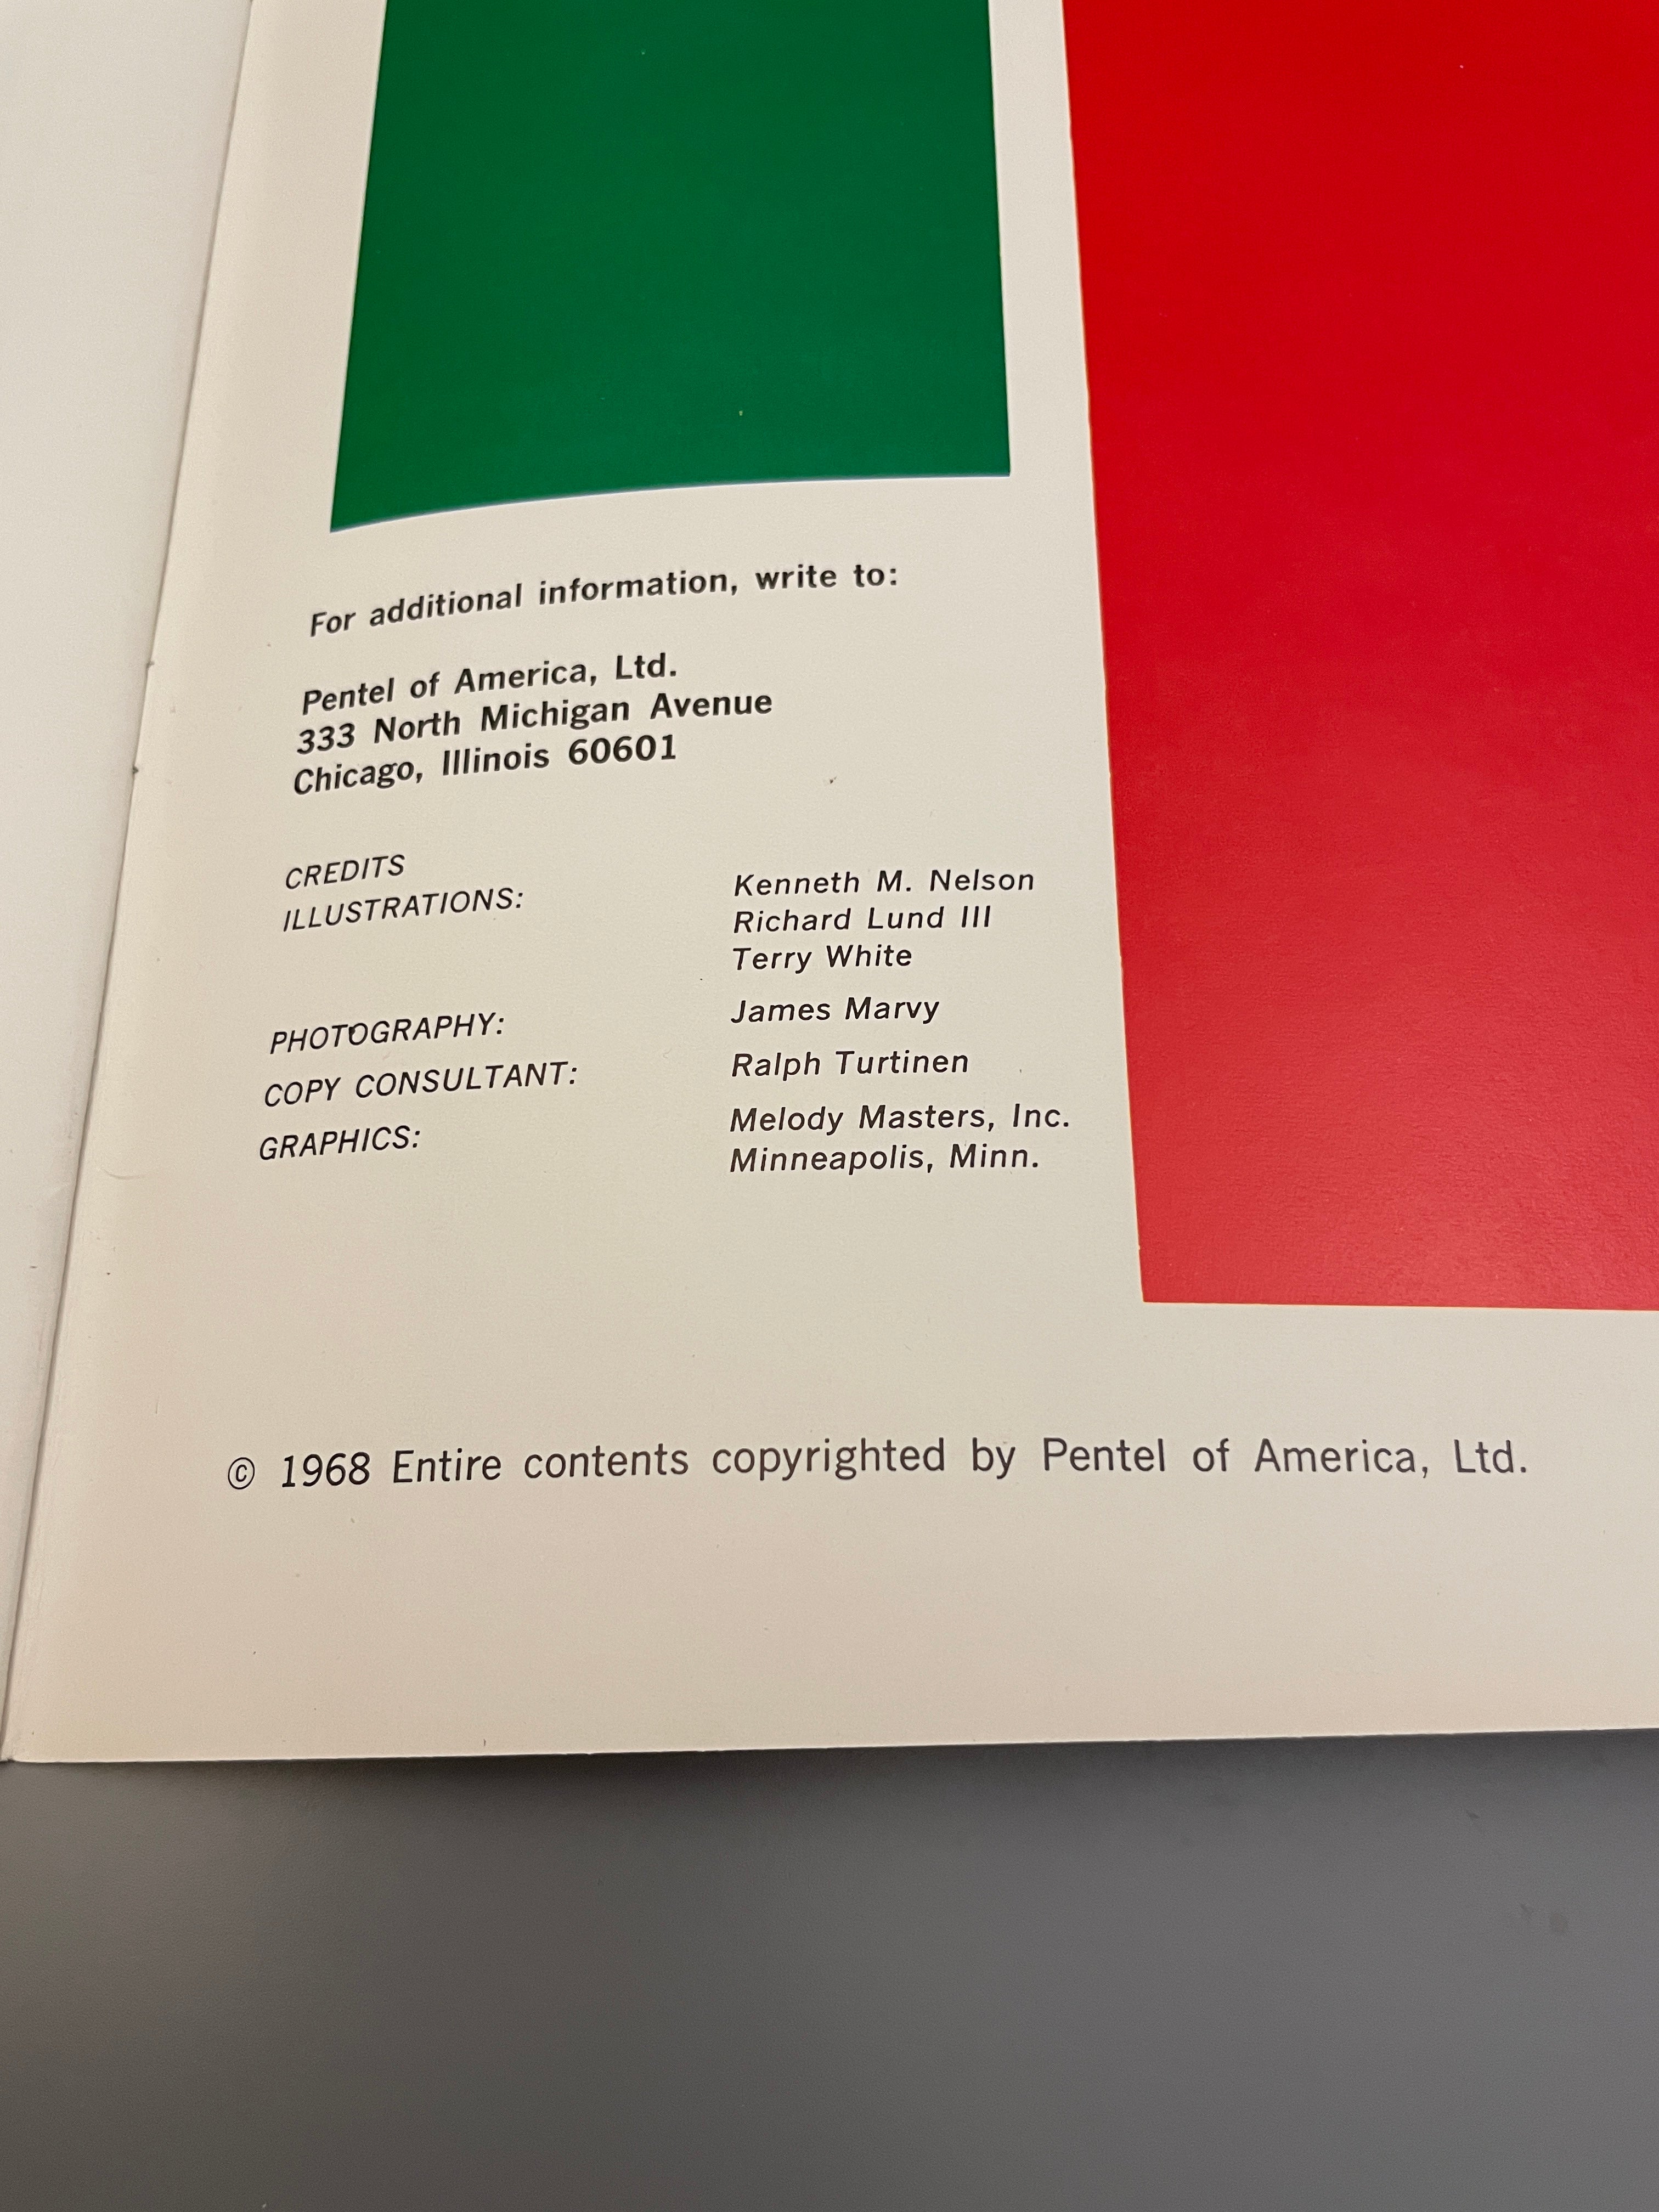 For additional information, write to:
Pentel of America, Ltd.
333 North Michigan Avenue
Chicago, Illinois 60601
CREDITS
ILLUSTRATIONS: Kenneth M. Nelson
Richard Lund III
Terry White
PHOTOGRAPHY: James Marvy
COPY CONSULTANT: Ralph Turtinen
GRAPHICS: Melody Masters, Inc.
Minneapolis, Minn.
© 1968 Entire contents copyrighted by Pentel of America, Ltd.